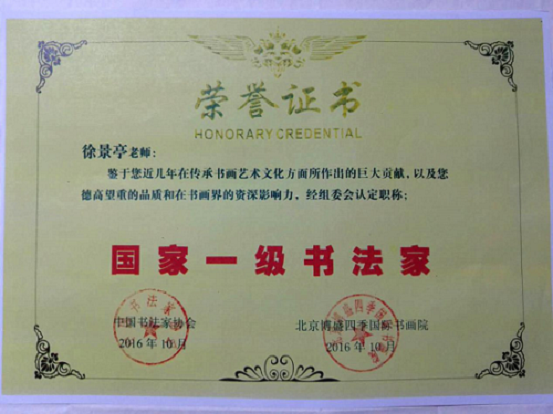 荣誉证书
HONORARY CREDENTIAL
徐景亭老师：
鉴于您近几年在传承书画艺术文化方面所作出的巨大贡献，以及您
德高望重的品质和在书画界的资深影响力。经组委会认定职称：
国家一级书法家
中国书法家协会 北京博盛四季国际书画院
2016年10月 2016年10月